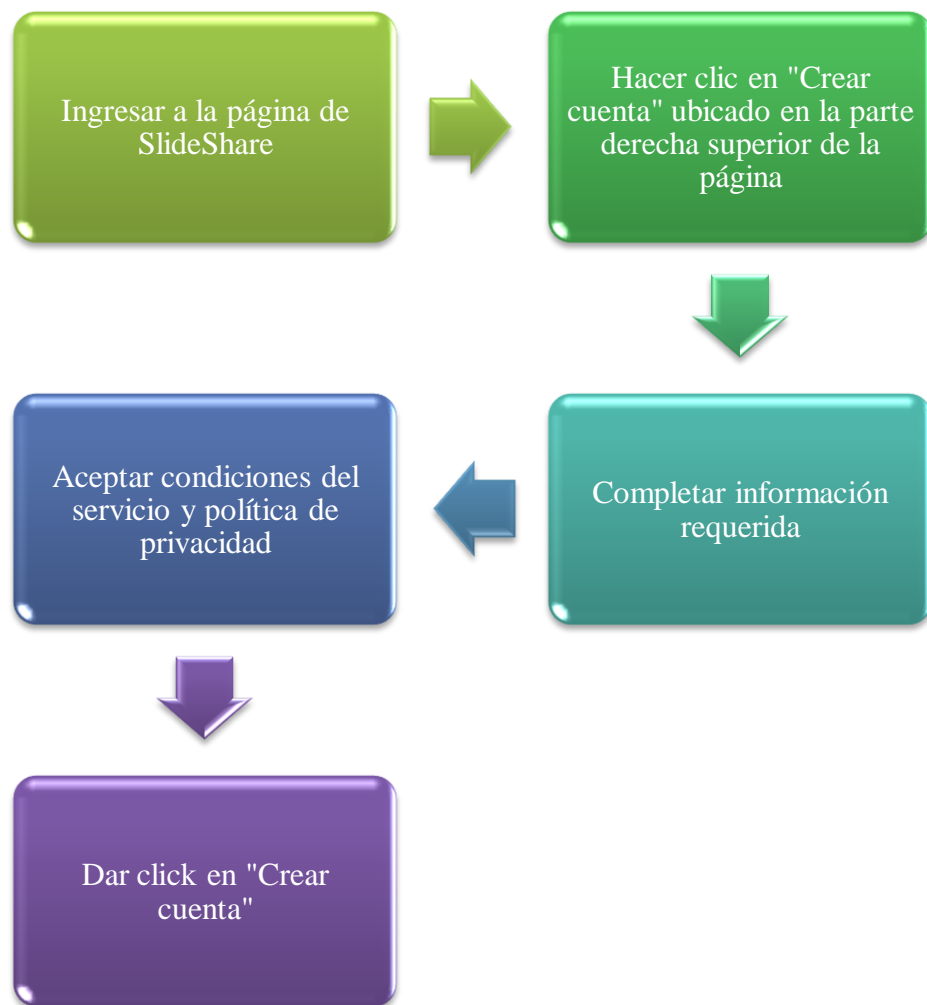 Ingresar a la página de
SlideShare
Hacer clic en "Crear
cuenta" ubicado en la parte
derecha superior de la
página
Completar información
requerida
Aceptar condiciones del
servicio y política de
privacidad
Dar click en "Crear
cuenta"